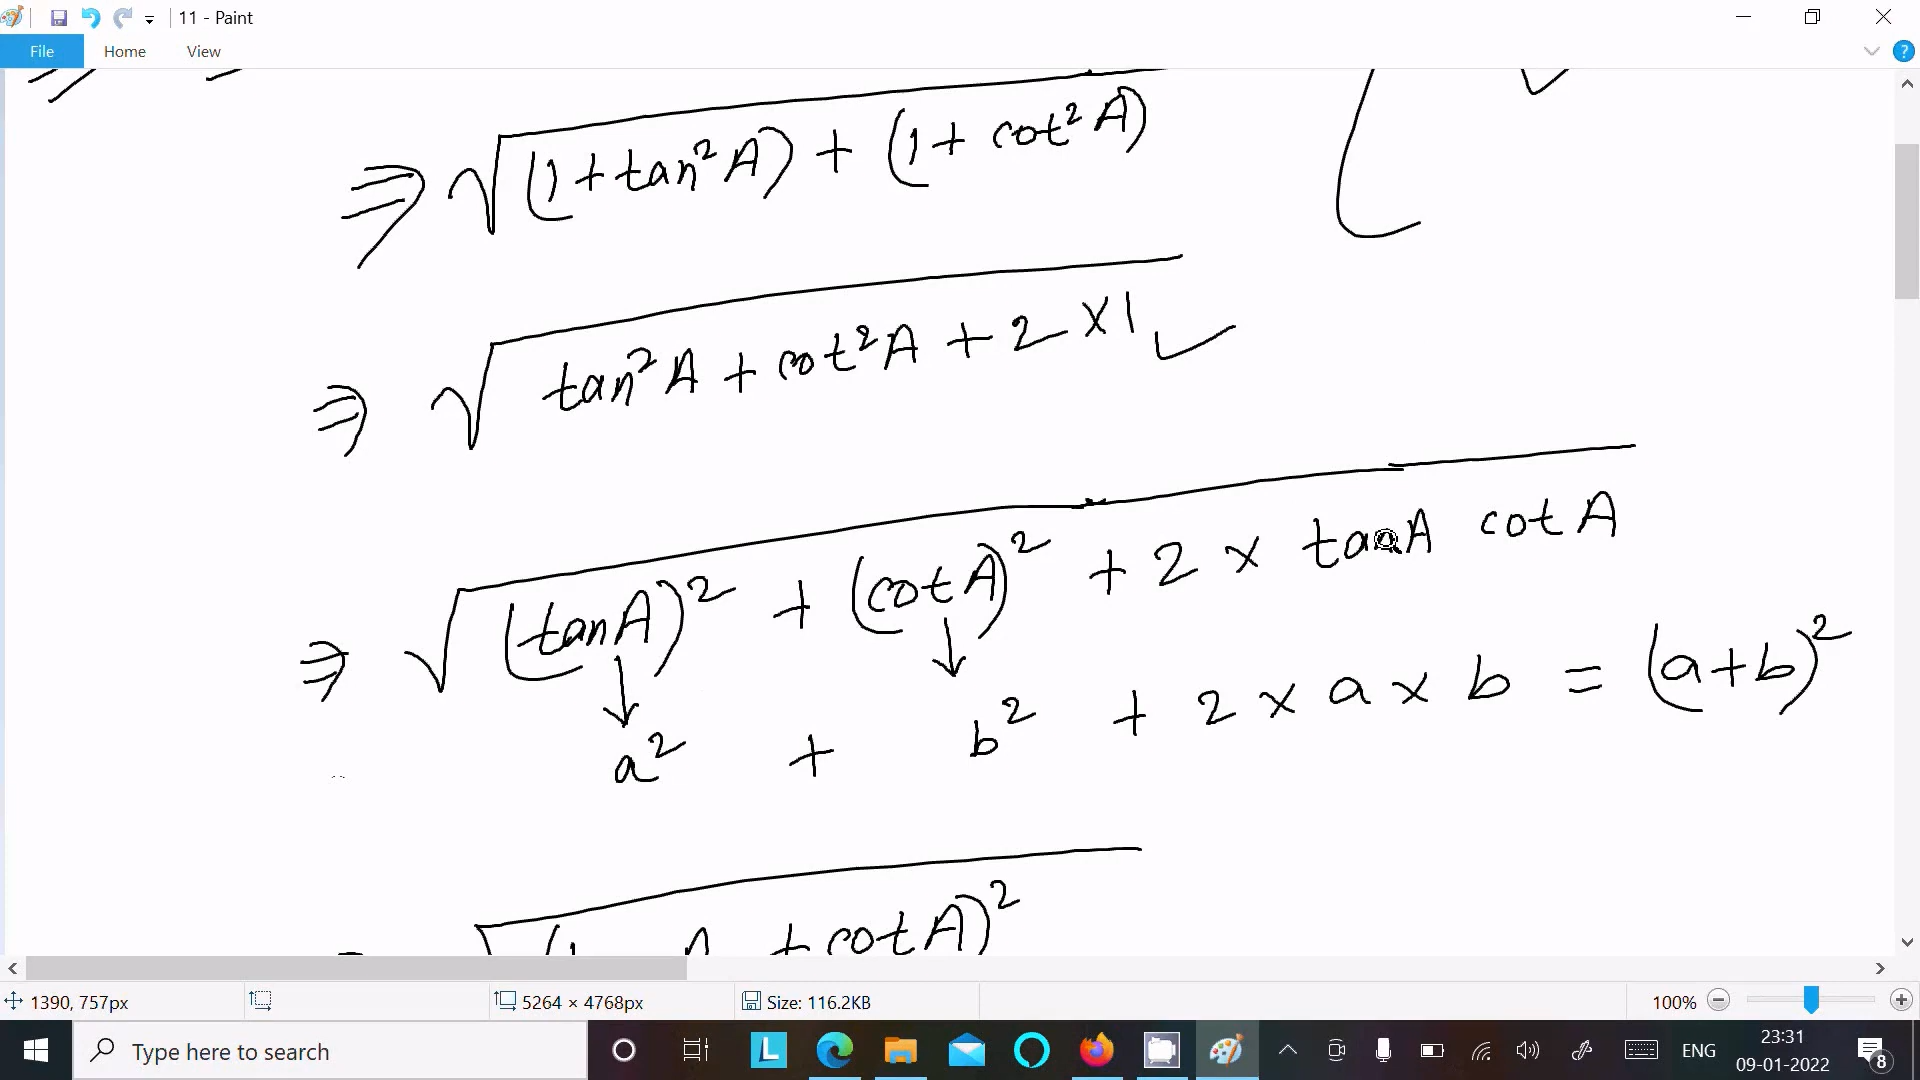 11 - Paint
File Home View
⇒ √(1+tan²A) + (1+ cot²A)
⇒ √tan²A + cot²A + 2 × 1
⇒ √(tanA)² + (cotA)² + 2 × tanA cotA
a² + b² + 2 × a × b = (a+b)²
+ cotA)²
1390, 757px 5264 × 4768px Size: 116.2KB 100%
Type here to search
ENG
23:31
09-01-2022
8